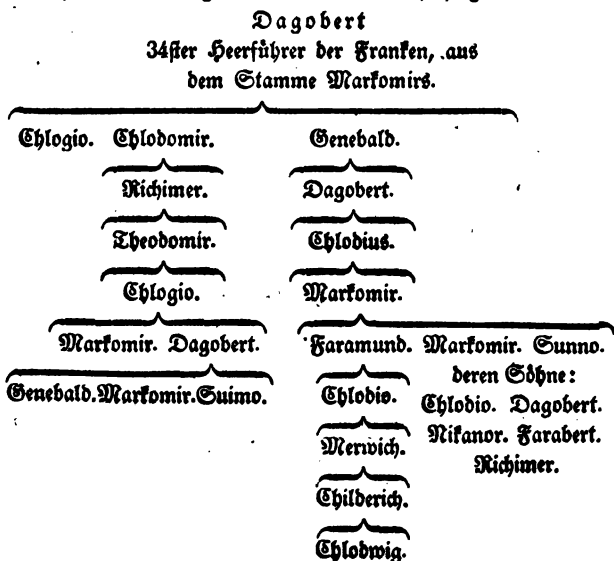 Dagobert
34ster Heerführer der Franken, aus
dem Stamme Markomirs.
Chlogio. Chlodomir. Genebald.
Richimer. Dagobert.
Theodomir. Chlodius.
Chlogio. Markomir.
Markomir. Dagobert. Faramund. Markomir. Sunno.
deren Söhne:
Genebald. Markomir. Suimo. Chlodio. Chlodio. Dagobert.
Nikanor. Farabert.
Merwich.
Richimer.
Childerich.
Chlodwig.